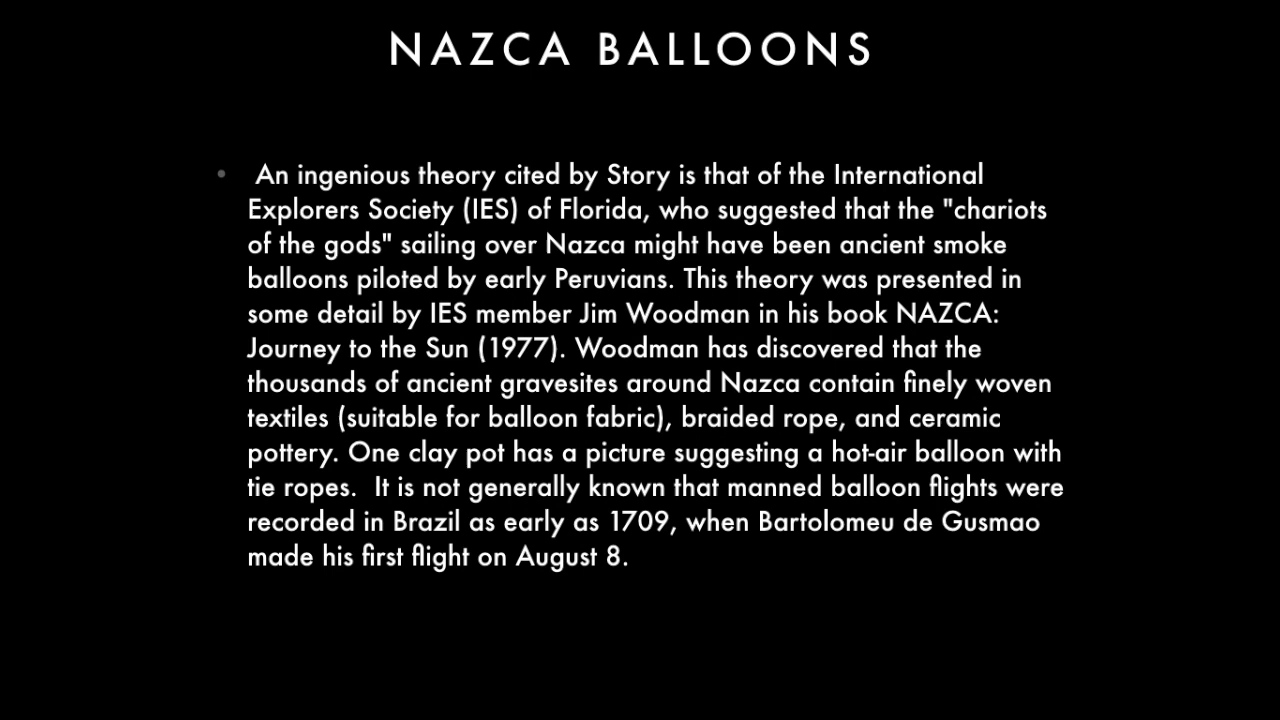 NAZCA BALLOONS
• An ingenious theory cited by Story is that of the International
Explorers Society (IES) of Florida, who suggested that the "chariots
of the gods" sailing over Nazca might have been ancient smoke
balloons piloted by early Peruvians. This theory was presented in
some detail by IES member Jim Woodman in his book NAZCA:
Journey to the Sun (1977). Woodman has discovered that the
thousands of ancient gravesites around Nazca contain finely woven
textiles (suitable for balloon fabric), braided rope, and ceramic
pottery. One clay pot has a picture suggesting a hot-air balloon with
tie ropes.  It is not generally known that manned balloon flights were
recorded in Brazil as early as 1709, when Bartolomeu de Gusmao
made his first flight on August 8.